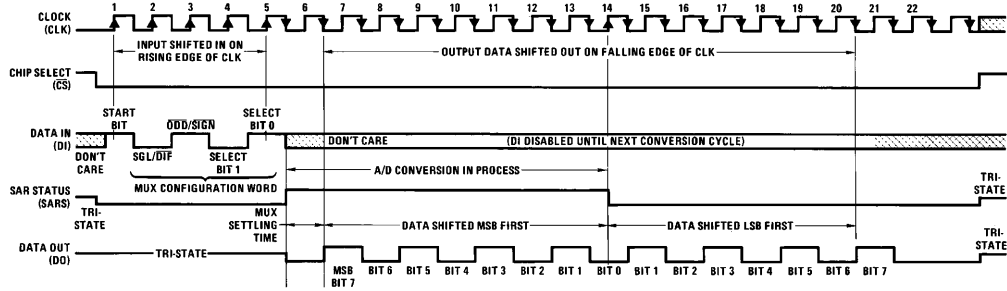 CLOCK
(CLK)
1 2 3 4 5 6 7 8 9 10 11 12 13 14 15 16 17 18 19 20 21 22
INPUT SHIFTED IN ON
RISING EDGE OF CLK
OUTPUT DATA SHIFTED OUT ON FALLING EDGE OF CLK
CHIP SELECT
(CS)
START
BIT
ODD/SIGN
SELECT
BIT 0
DATA IN
(DI)
DON'T
CARE
SGL/DIF
SELECT
BIT 1
DON'T CARE
(DI DISABLED UNTIL NEXT CONVERSION CYCLE)
MUX CONFIGURATION WORD
A/D CONVERSION IN PROCESS
SAR STATUS
(SARS)
TRI-
STATE
TRI-
STATE
MUX
SETTLING
TIME
DATA SHIFTED MSB FIRST
DATA SHIFTED LSB FIRST
DATA OUT
(DO)
TRI-STATE
TRI-
STATE
MSB
BIT 7
BIT 6 BIT 5 BIT 4 BIT 3 BIT 2 BIT 1 BIT 0 BIT 1 BIT 2 BIT 3 BIT 4 BIT 5 BIT 6 BIT 7